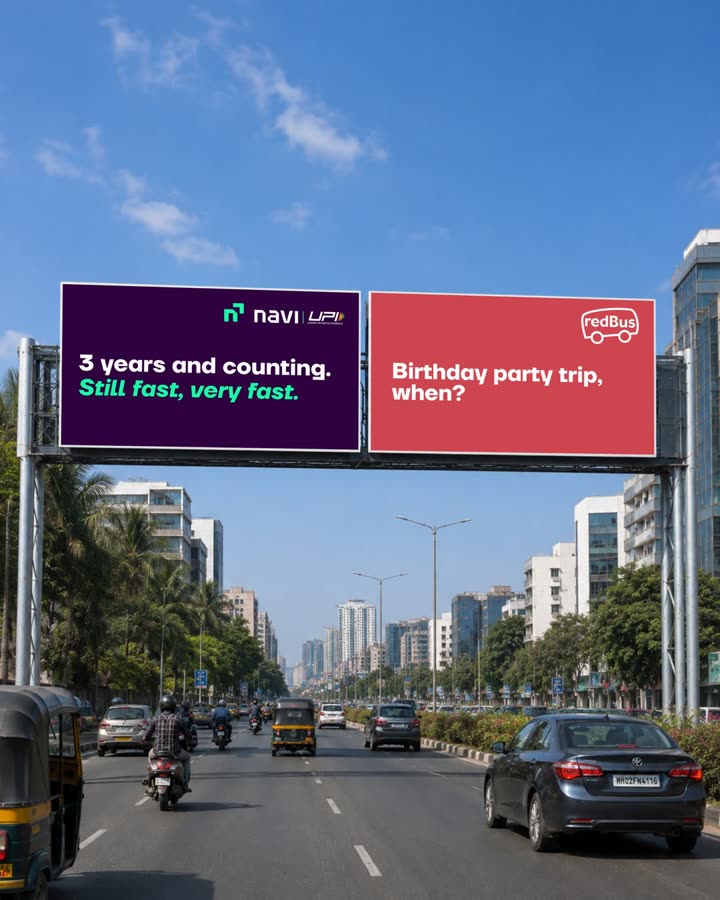 navi | UPI
3 years and counting.
Still fast, very fast.
redBus
Birthday party trip,
when?
MH02FN4116